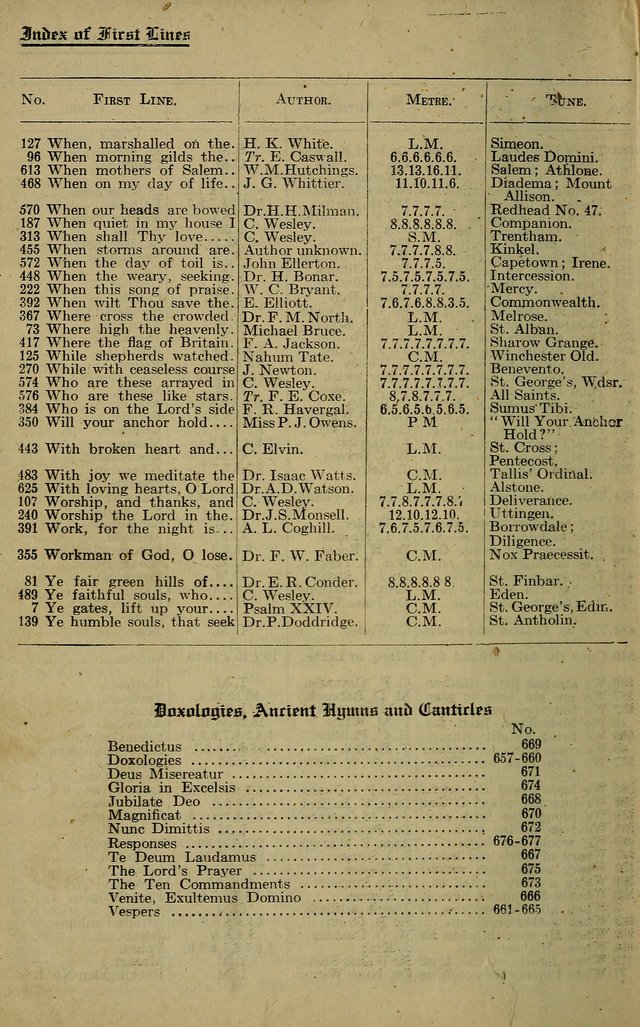 Index of First Lines
No. First Line. Author. Metre. Tune.
127 When, marshalled on the. H. K. White. L.M. Simeon.
96 When morning gilds the.. Tr. E. Caswall. 6.6.6.6.6.6. Laudes Domini.
613 When mothers of Salem.. W.M.Hutchings. 13.13.16.11. Salem; Athlone.
468 When on my day of life.. J. G. Whittier. 11.10.11.6. Diadema; Mount
Allison.
570 When our heads are bowed Dr.H.H.Milman. 7.7.7.7. Redhead No. 47.
187 When quiet in my house I C. Wesley. 8.8.8.8.8.8. Companion.
313 When shall Thy love..... C. Wesley. S.M. Trentham.
455 When storms around are. Author unknown. 7.7.7.7.8.8. Kinkel.
572 When the day of toil is.. John Ellerton. 7.7.7.5. Capetown; Irene.
448 When the weary, seeking. Dr. H. Bonar. 7.5.7.5.7.5.7.5. Intercession.
222 When this song of praise. W. C. Bryant. 7.7.7.7. Mercy.
392 When wilt Thou save the. E. Elliott. 7.6.7.6.8.8.3.5. Commonwealth.
367 Where cross the crowded. Dr. F. M. North. L.M. Melrose.
73 Where high the heavenly. Michael Bruce. L.M. St. Alban.
417 Where the flag of Britain. F. A. Jackson. 7.7.7.7.7.7.7.7. Sharow Grange.
125 While shepherds watched. Nahum Tate. C.M. Winchester Old.
270 While with ceaseless course J. Newton. 7.7.7.7.7.7.7.7. Benevento.
574 Who are these arrayed in C. Wesley. 7.7.7.7.7.7.7.7. St. George's, Wdsr.
576 Who are these like stars. Tr. F. E. Coxe. 8,7.8.7.7.7. All Saints.
384 Who is on the Lord's side F. R. Havergal. 6.5.6.5.6.5.6.5. Sumus Tibi.
350 Will your anchor hold.... Miss P. J. Owens. P M "Will Your Anchor
Hold?"
443 With broken heart and... C. Elvin. L.M. St. Cross;
Pentecost,
483 With joy we meditate the Dr. Isaac Watts. C.M. Tallis' Ordinal.
625 With loving hearts, O Lord Dr.A.D.Watson. L.M. Alstone.
107 Worship, and thanks, and C. Wesley. 7.7.8.7.7.7.8.7 Deliverance.
240 Worship the Lord in the. Dr.J.S.Monsell. 12.10.12.10. Uttingen.
391 Work, for the night is... A. L. Coghill. 7.6.7.5.7.6.7.5. Borrowdale;
Diligence.
355 Workman of God, O lose. Dr. F. W. Faber. C.M. Nox Praecessit.
81 Ye fair green hills of.... Dr.E.R.Conder. 8.8.8.8.8 8. St. Finbar.
489 Ye faithful souls, who.... C. Wesley. L.M. Eden.
7 Ye gates, lift up your.... Psalm XXIV. C.M. St. George's, Edin.
139 Ye humble souls, that seek Dr.P.Doddridge. C.M. St. Antholin.
Doxologies, Ancient Hymns and Canticles
No.
Benedictus ........ 669
Doxologies ........ 657-660
Deus Misereatur ........ 671
Gloria in Excelsis ........ 674
Jubilate Deo ........ 668
Magnificat ........ 670
Nunc Dimittis ........ 672
Responses ........ 676-677
Te Deum Laudamus ........ 667
The Lord's Prayer ........ 675
The Ten Commandments ........ 673
Venite, Exultemus Domino ........ 666
Vespers ........ 661-665